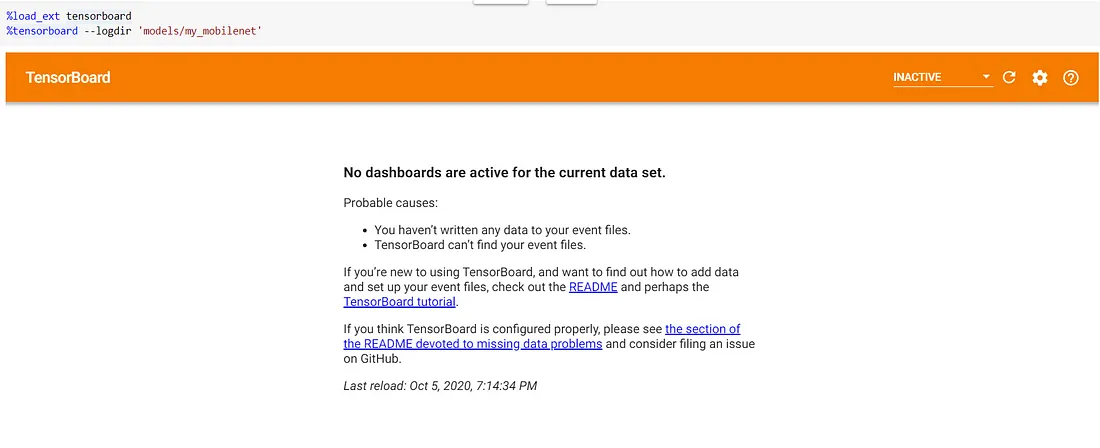 %load_ext tensorboard
%tensorboard --logdir 'models/my_mobilenet'
TensorBoard
INACTIVE
No dashboards are active for the current data set.
Probable causes:
• You haven’t written any data to your event files.
• TensorBoard can’t find your event files.
If you’re new to using TensorBoard, and want to find out how to add data
and set up your event files, check out the README and perhaps the
TensorBoard tutorial.
If you think TensorBoard is configured properly, please see the section of
the README devoted to missing data problems and consider filing an issue
on GitHub.
Last reload: Oct 5, 2020, 7:14:34 PM